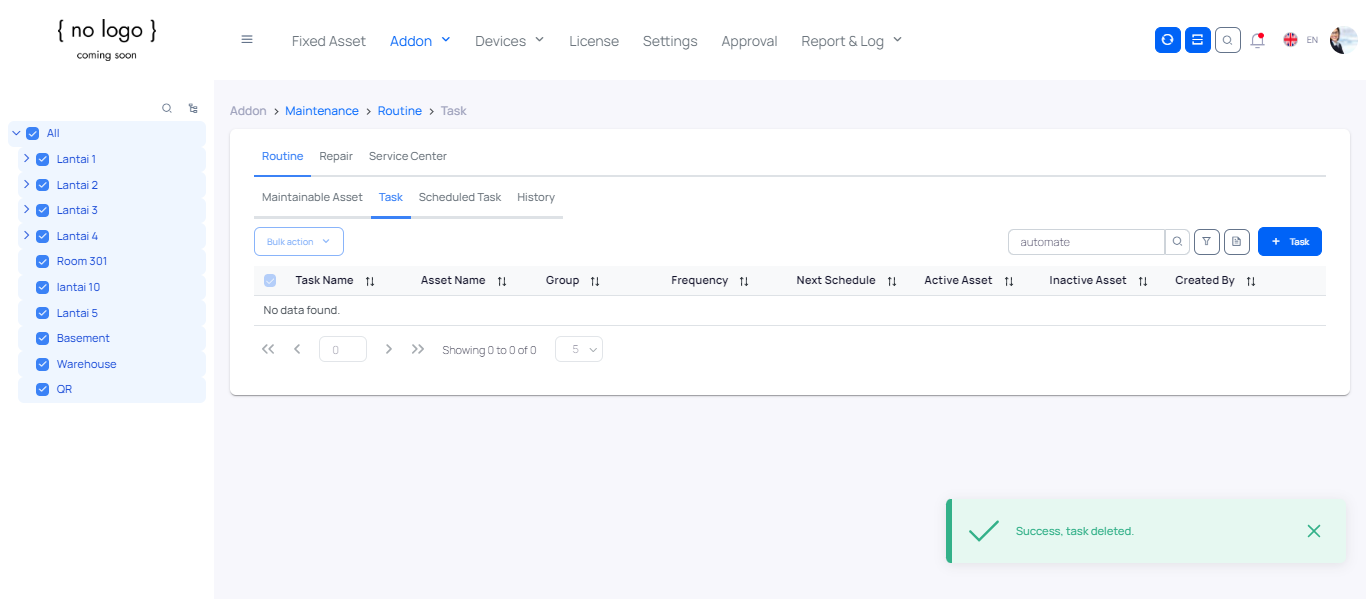 { no logo }
coming soon
Fixed Asset Addon Devices License Settings Approval Report & Log EN
All
Lantai 1
Lantai 2
Lantai 3
Lantai 4
Room 301
lantai 10
Lantai 5
Basement
Warehouse
QR
Addon > Maintenance > Routine > Task
Routine Repair Service Center
Maintainable Asset Task Scheduled Task History
Bulk action automate + Task
Task Name Asset Name Group Frequency Next Schedule Active Asset Inactive Asset Created By
No data found.
0 Showing 0 to 0 of 0 5
Success, task deleted.